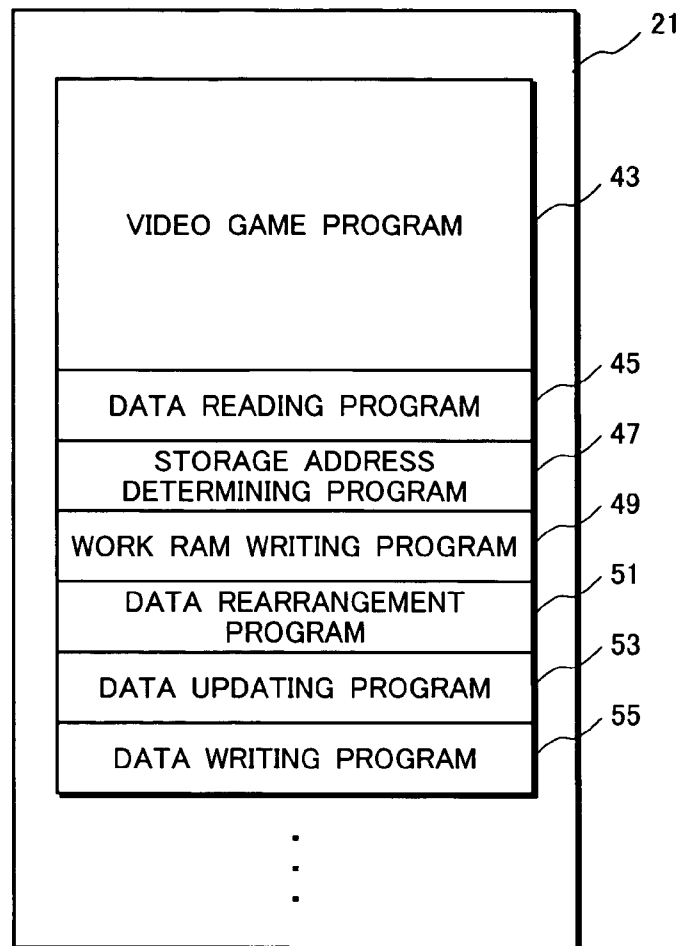 21
VIDEO GAME PROGRAM
43
DATA READING PROGRAM
45
STORAGE ADDRESS
DETERMINING PROGRAM
47
WORK RAM WRITING PROGRAM
49
DATA REARRANGEMENT
PROGRAM
51
DATA UPDATING PROGRAM
53
DATA WRITING PROGRAM
55